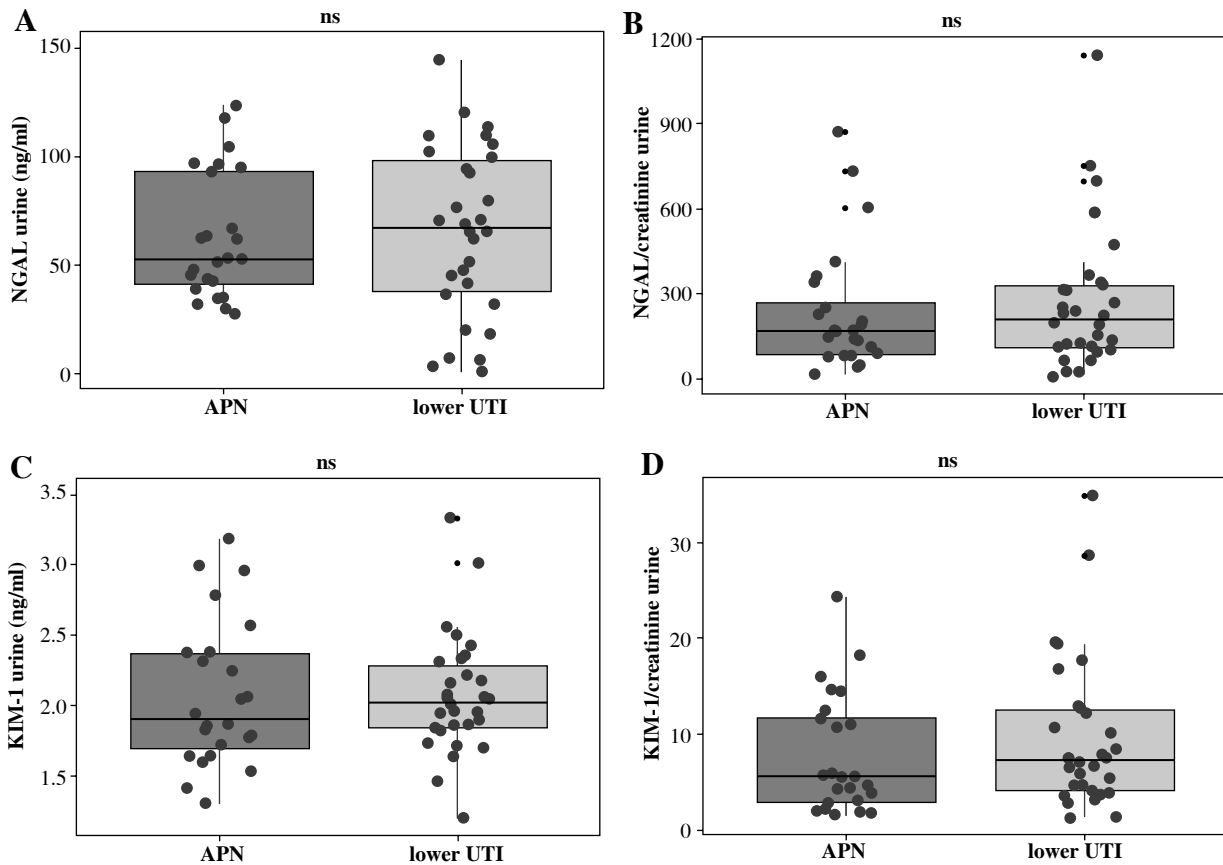 A
ns
NGAL urine (ng/ml)
150
100
50
0
APN
lower UTI
B
ns
NGAL/creatinine urine
1200
900
600
300
0
APN
lower UTI
C
ns
KIM-1 urine (ng/ml)
3.5
3.0
2.5
2.0
1.5
APN
lower UTI
D
ns
KIM-1/creatinine urine
30
20
10
0
APN
lower UTI